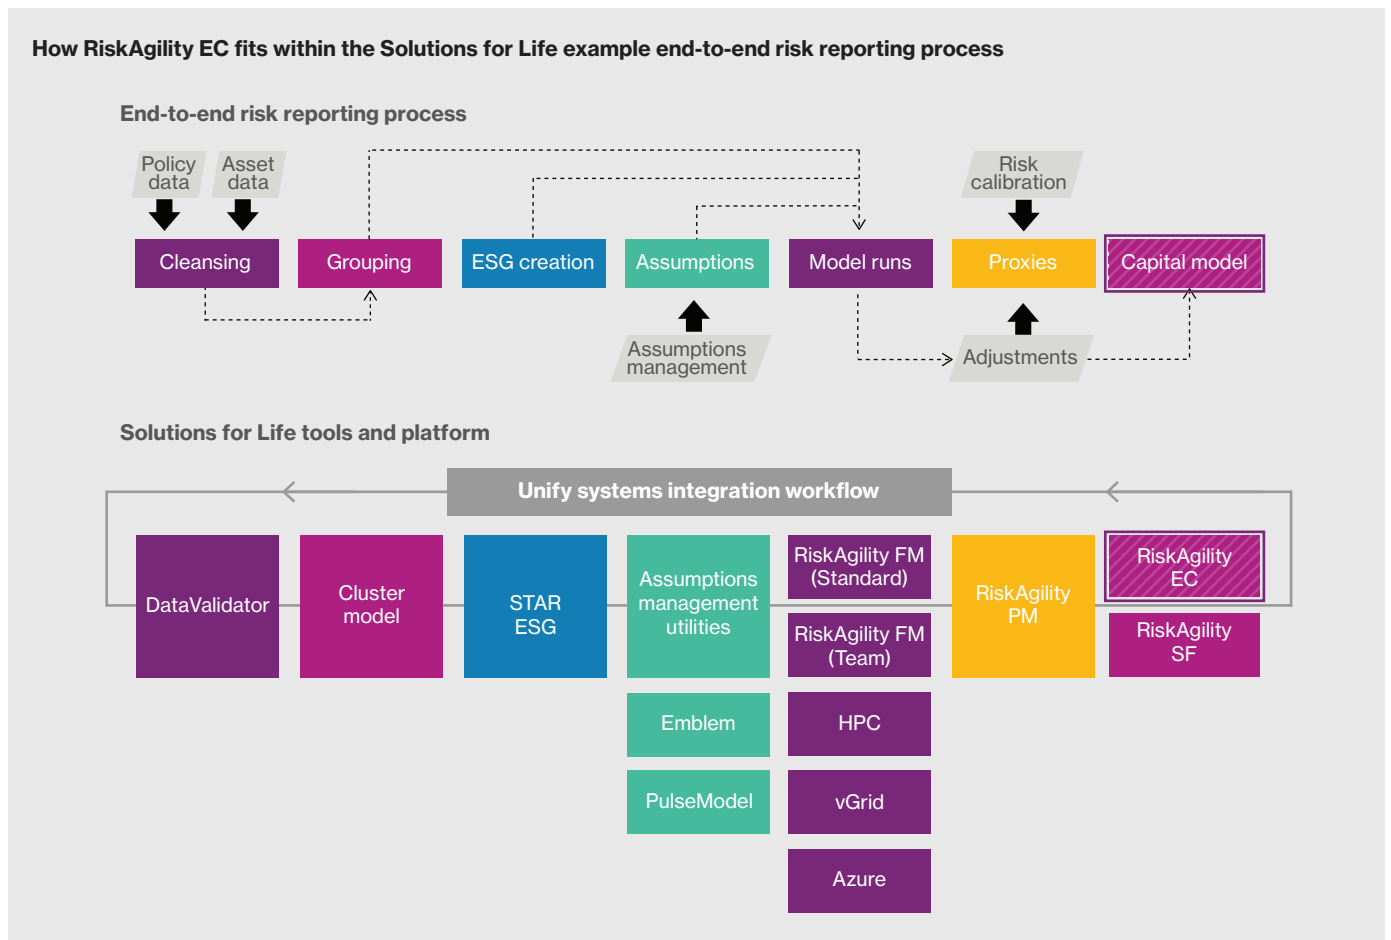 How RiskAgility EC fits within the Solutions for Life example end-to-end risk reporting process
End-to-end risk reporting process
Policy
data
Asset
data
Risk
calibration
Cleansing
Grouping
ESG creation
Assumptions
Model runs
Proxies
Capital model
Assumptions
management
Adjustments
Solutions for Life tools and platform
Unify systems integration workflow
DataValidator
Cluster
model
STAR
ESG
Assumptions
management
utilities
Emblem
PulseModel
RiskAgility FM
(Standard)
RiskAgility FM
(Team)
HPC
vGrid
Azure
RiskAgility
PM
RiskAgility
EC
RiskAgility
SF